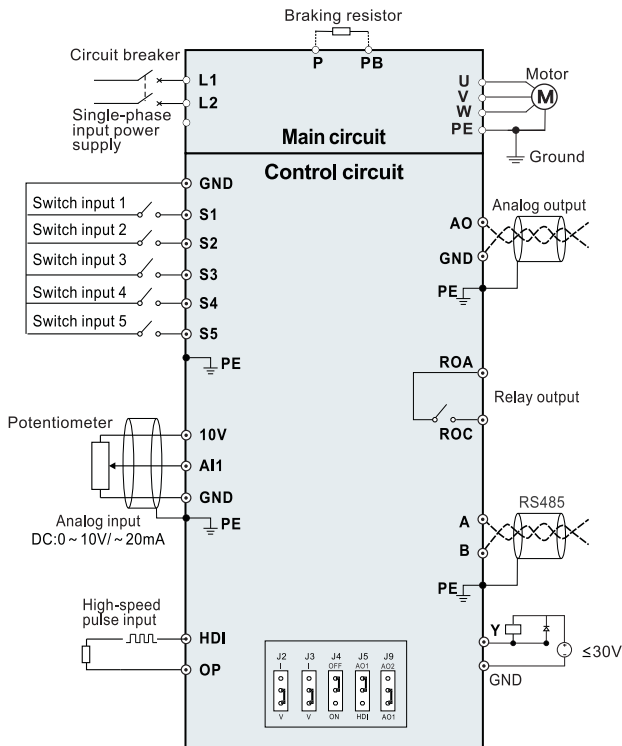 Braking resistor
P PB
Circuit breaker
L1
L2
Single-phase
input power
supply
U
V
W
PE
Motor
M
Ground
Main circuit
Control circuit
GND
Switch input 1
S1
Switch input 2
S2
Switch input 3
S3
Switch input 4
S4
Switch input 5
S5
PE
Analog output
AO
GND
PE
ROA
Relay output
ROC
Potentiometer
10V
AI1
GND
PE
Analog input
DC:0~10V/~20mA
RS485
A
B
PE
High-speed
pulse input
HDI
OP
J2 J3 J4 J5 J9
I I OFF AO1 AO2
V V ON HDI AO1
Y
≤30V
GND